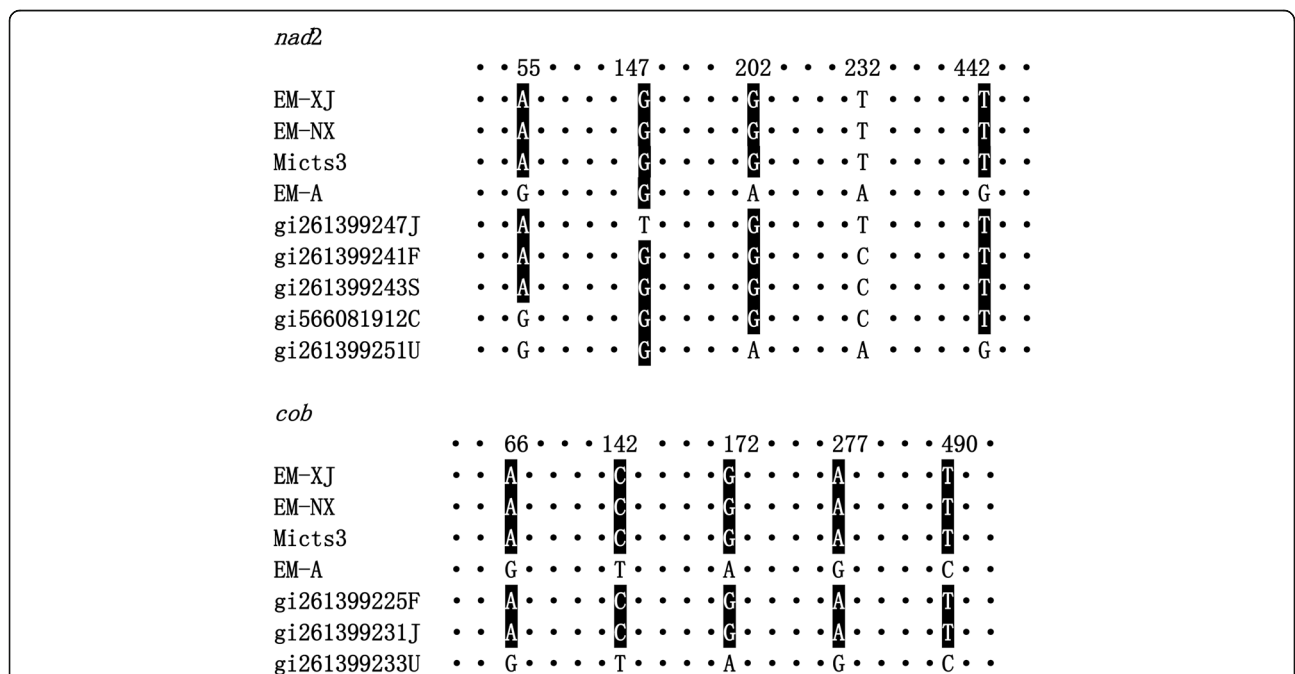 nad2
· · 55 · · · 147 · · · 202 · · · 232 · · · 442 · ·
EM-XJ · · A · · · · G · · · · G · · · · T · · · · T · ·
EM-NX · · A · · · · G · · · · G · · · · T · · · · T · ·
Micts3 · · A · · · · G · · · · G · · · · T · · · · T · ·
EM-A · · G · · · · G · · · · A · · · · A · · · · G · ·
gi261399247J · · A · · · · T · · · · G · · · · T · · · · T · ·
gi261399241F · · A · · · · G · · · · G · · · · C · · · · T · ·
gi261399243S · · A · · · · G · · · · G · · · · C · · · · T · ·
gi566081912C · · G · · · · G · · · · G · · · · C · · · · T · ·
gi261399251U · · G · · · · G · · · · A · · · · A · · · · G · ·
cob
· · 66 · · · 142 · · · 172 · · · 277 · · · 490 ·
EM-XJ · · A · · · · C · · · · G · · · · A · · · · T · ·
EM-NX · · A · · · · C · · · · G · · · · A · · · · T · ·
Micts3 · · A · · · · C · · · · G · · · · A · · · · T · ·
EM-A · · G · · · · T · · · · A · · · · G · · · · C · ·
gi261399225F · · A · · · · C · · · · G · · · · A · · · · T · ·
gi261399231J · · A · · · · C · · · · G · · · · A · · · · T · ·
gi261399233U · · G · · · · T · · · · A · · · · G · · · · C · ·